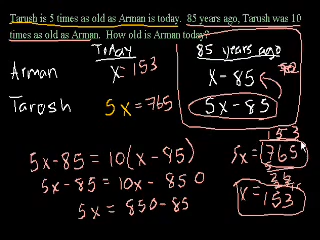 Tarush is 5 times as old as Arman is today. 85 years ago, Tarush was 10
times as old as Arman. How old is Arman today?
Today
85 years ago
Arman
x=153
x-85
Tarush
5x=765
5x-85
5x-85=10(x-85)
5x-85=10x-850
5x=850-85
153
5x=765
x=153